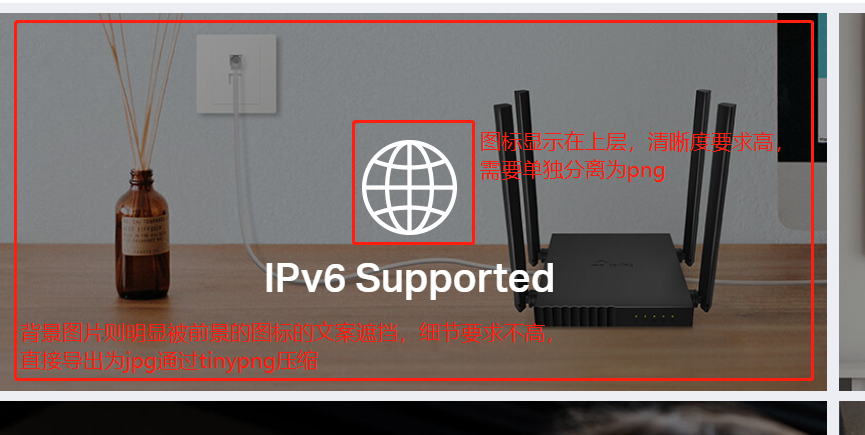 图标显示在上层，清晰度要求高，
需要单独分离为png
IPv6 Supported
背景图片则明显被前景的图标的文案遮挡，细节要求不高，
直接导出为jpg通过tinypng压缩